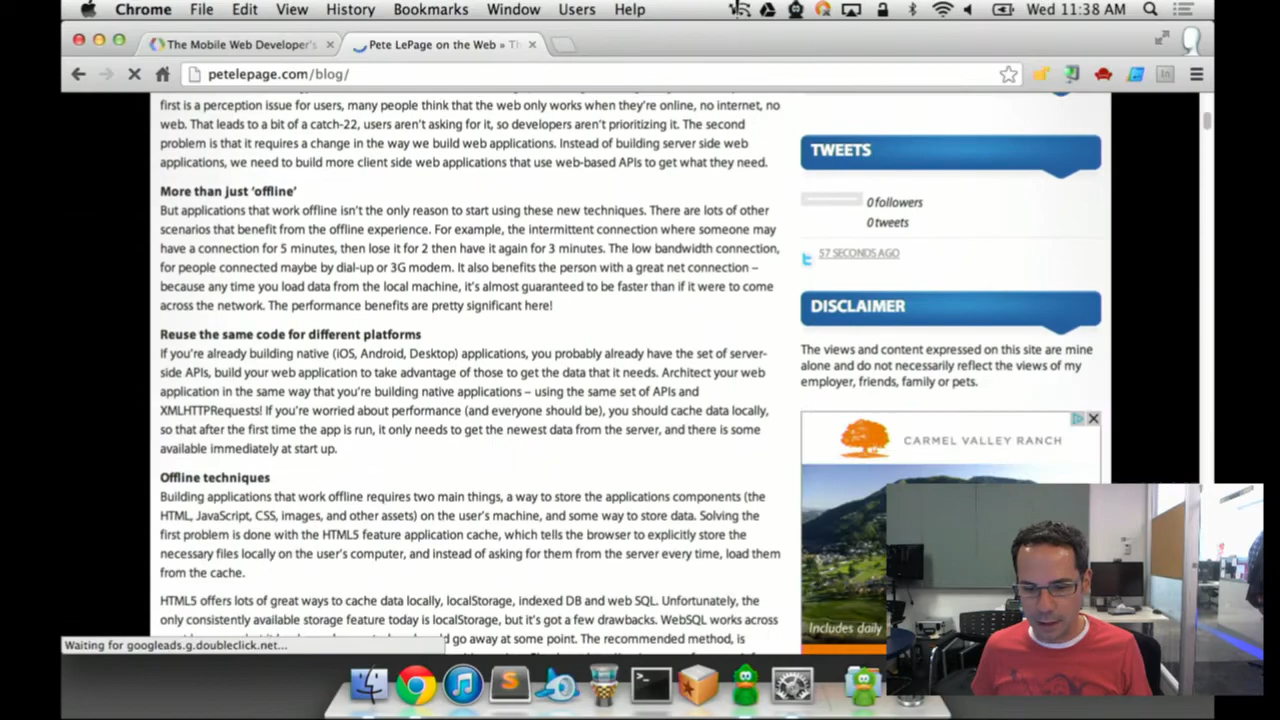 Chrome File Edit View History Bookmarks Window Users Help
Wed 11:38 AM
The Mobile Web Developer's
Pete LePage on the Web »
petelepage.com/blog/
first is a perception issue for users, many people think that the web only works when they're online, no internet, no
web. That leads to a bit of a catch-22, users aren't asking for it, so developers aren't prioritizing it. The second
problem is that it requires a change in the way we build web applications. Instead of building server side web
applications, we need to build more client side web applications that use web-based APIs to get what they need.
More than just 'offline'
But applications that work offline isn't the only reason to start using these new techniques. There are lots of other
scenarios that benefit from the offline experience. For example, the intermittent connection where someone may
have a connection for 5 minutes, then lose it for 2 then have it again for 3 minutes. The low bandwidth connection,
for people connected maybe by dial-up or 3G modem. It also benefits the person with a great net connection –
because any time you load data from the local machine, it's almost guaranteed to be faster than if it were to come
across the network. The performance benefits are pretty significant here!
Reuse the same code for different platforms
If you're already building native (iOS, Android, Desktop) applications, you probably already have the set of server-
side APIs, build your web application to take advantage of those to get the data that it needs. Architect your web
application in the same way that you're building native applications – using the same set of APIs and
XMLHTTPRequests! If you're worried about performance (and everyone should be), you should cache data locally,
so that after the first time the app is run, it only needs to get the newest data from the server, and there is some
available immediately at start up.
Offline techniques
Building applications that work offline requires two main things, a way to store the applications components (the
HTML, JavaScript, CSS, images, and other assets) on the user's machine, and some way to store data. Solving the
first problem is done with the HTML5 feature application cache, which tells the browser to explicitly store the
necessary files locally on the user's computer, and instead of asking for them from the server every time, load them
from the cache.
HTML5 offers lots of great ways to cache data locally, localStorage, indexed DB and web SQL. Unfortunately, the
only consistently available storage feature today is localStorage, but it's got a few drawbacks. WebSQL works across
go away at some point. The recommended method, is
Waiting for googleads.g.doubleclick.net...
TWEETS
0 followers
0 tweets
57 SECONDS AGO
DISCLAIMER
The views and content expressed on this site are mine
alone and do not necessarily reflect the views of my
employer, friends, family or pets.
CARMEL VALLEY RANCH
Includes daily